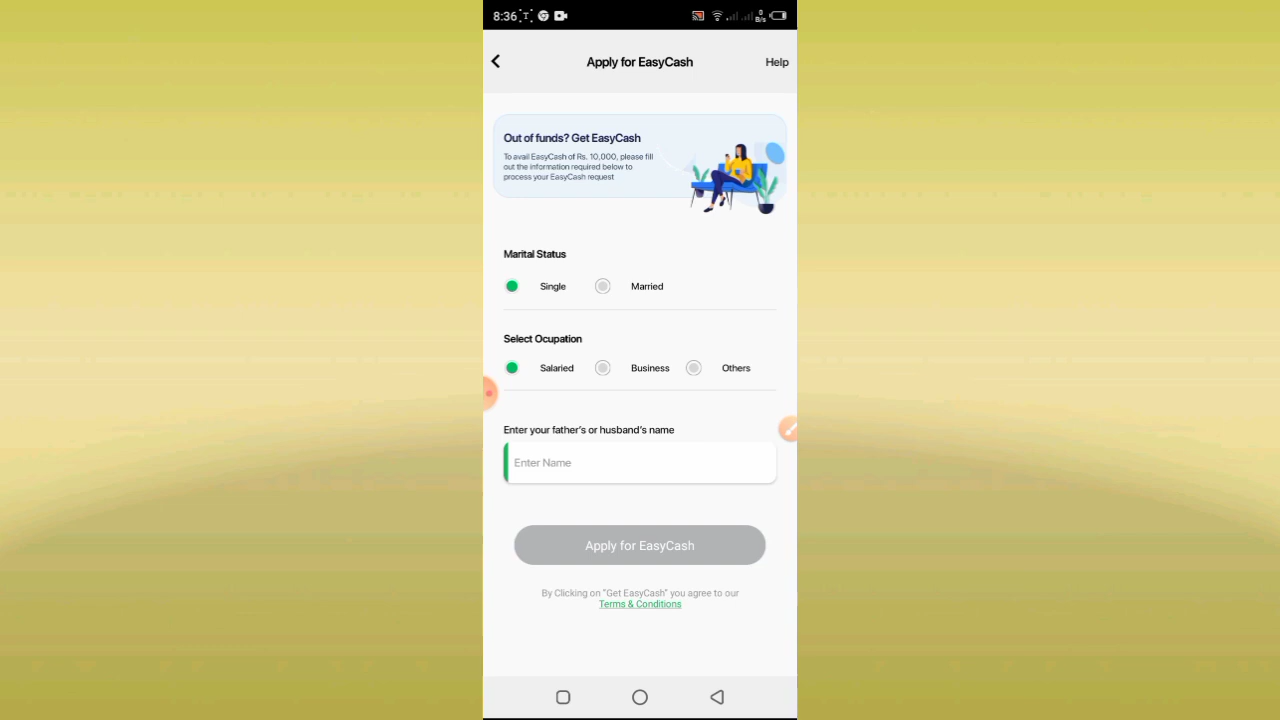 8:36 T 0 B/s
Apply for EasyCash Help
Out of funds? Get EasyCash
To avail EasyCash of Rs. 10,000, please fill
out the information required below to
process your EasyCash request
Marital Status
Single Married
Select Ocupation
Salaried Business Others
Enter your father's or husband's name
Enter Name
Apply for EasyCash
By Clicking on "Get EasyCash" you agree to our
Terms & Conditions